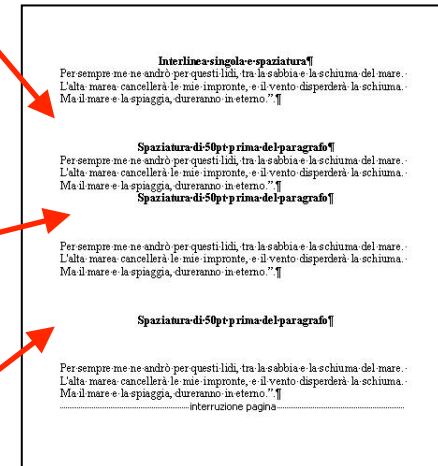 Interlinea·singola·e·spaziatura¶
Per·sempre·me·ne·andrò·per·questi·lidi,·tra·la·sabbia·e·la·schiuma·del·mare.·
L'alta·marea·cancellerà·le·mie·impronte,·e·il·vento·disperderà·la·schiuma.·
Ma·il·mare·e·la·spiaggia,·dureranno·in·eterno.”.¶
Spaziatura·di·50pt·prima·del·paragrafo¶
Per·sempre·me·ne·andrò·per·questi·lidi,·tra·la·sabbia·e·la·schiuma·del·mare.·
L'alta·marea·cancellerà·le·mie·impronte,·e·il·vento·disperderà·la·schiuma.·
Ma·il·mare·e·la·spiaggia,·dureranno·in·eterno.”.¶
Spaziatura·di·50pt·prima·del·paragrafo¶
Per·sempre·me·ne·andrò·per·questi·lidi,·tra·la·sabbia·e·la·schiuma·del·mare.·
L'alta·marea·cancellerà·le·mie·impronte,·e·il·vento·disperderà·la·schiuma.·
Ma·il·mare·e·la·spiaggia,·dureranno·in·eterno.”.¶
Spaziatura·di·50pt·prima·del·paragrafo¶
Per·sempre·me·ne·andrò·per·questi·lidi,·tra·la·sabbia·e·la·schiuma·del·mare.·
L'alta·marea·cancellerà·le·mie·impronte,·e·il·vento·disperderà·la·schiuma.·
Ma·il·mare·e·la·spiaggia,·dureranno·in·eterno.”.¶
interruzione pagina